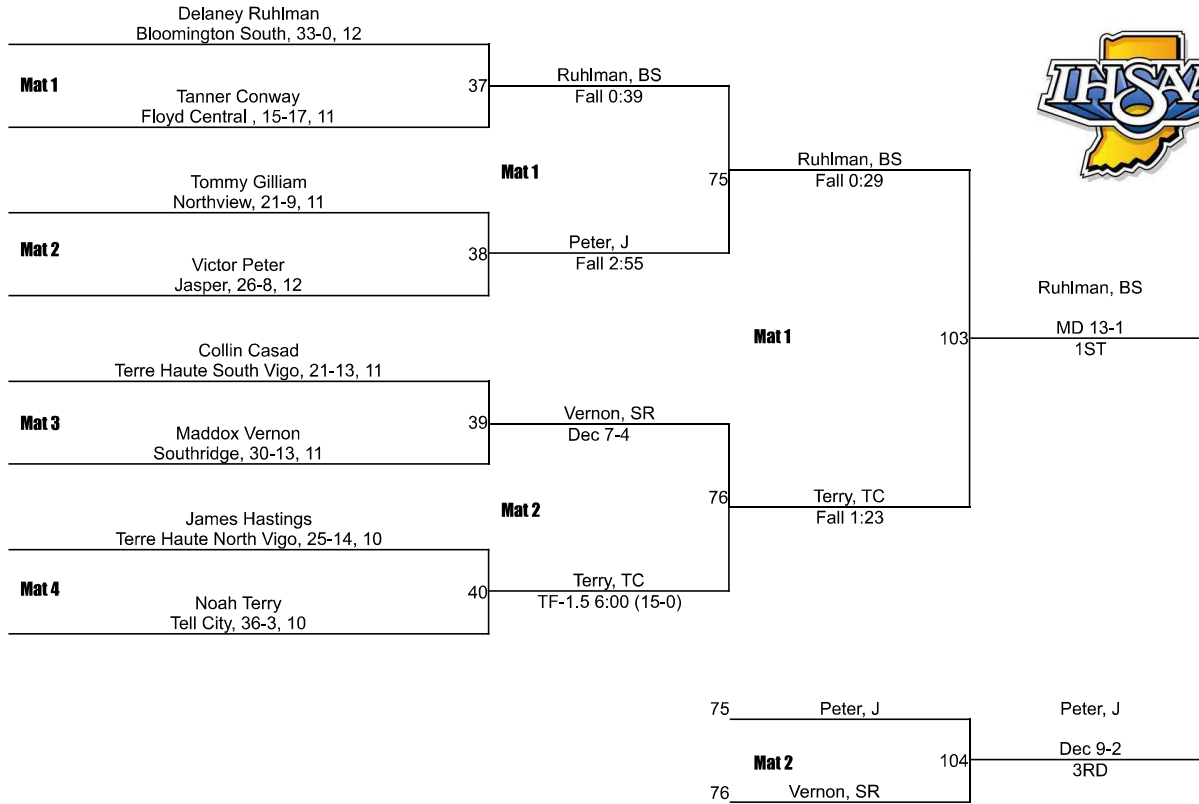 Delaney Ruhlman
Bloomington South, 33-0, 12
Mat 1
37
Tanner Conway
Floyd Central , 15-17, 11
Ruhlman, BS
Fall 0:39
Mat 1
75
Tommy Gilliam
Northview, 21-9, 11
Mat 2
38
Victor Peter
Jasper, 26-8, 12
Peter, J
Fall 2:55
Ruhlman, BS
Fall 0:29
IHSAA
Mat 1
103
Ruhlman, BS
MD 13-1
1ST
Collin Casad
Terre Haute South Vigo, 21-13, 11
Mat 3
39
Maddox Vernon
Southridge, 30-13, 11
Vernon, SR
Dec 7-4
Mat 2
76
Terry, TC
Fall 1:23
James Hastings
Terre Haute North Vigo, 25-14, 10
Mat 4
40
Noah Terry
Tell City, 36-3, 10
Terry, TC
TF-1.5 6:00 (15-0)
75
Peter, J
Mat 2
104
76
Vernon, SR
Peter, J
Dec 9-2
3RD